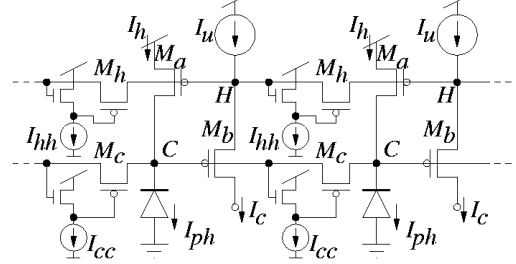 I_h I_u I_h I_u
M_h M_a M_h M_a
H H
I_hh M_b I_hh M_b
M_c C M_c C
I_c I_c
I_ph I_ph
I_cc I_cc